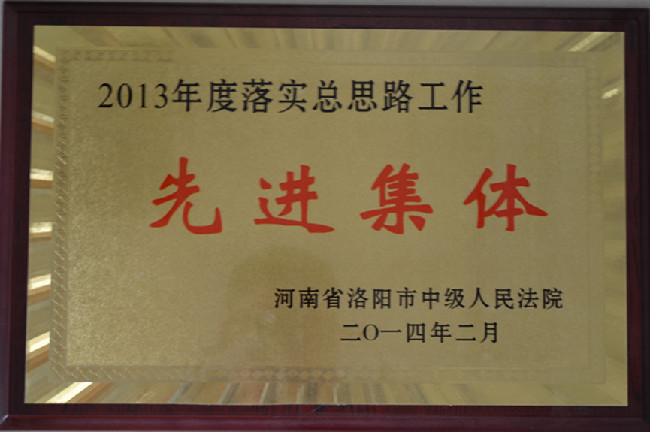 2013年度落实总思路工作
先进集体
河南省洛阳市中级人民法院
二〇一四年二月